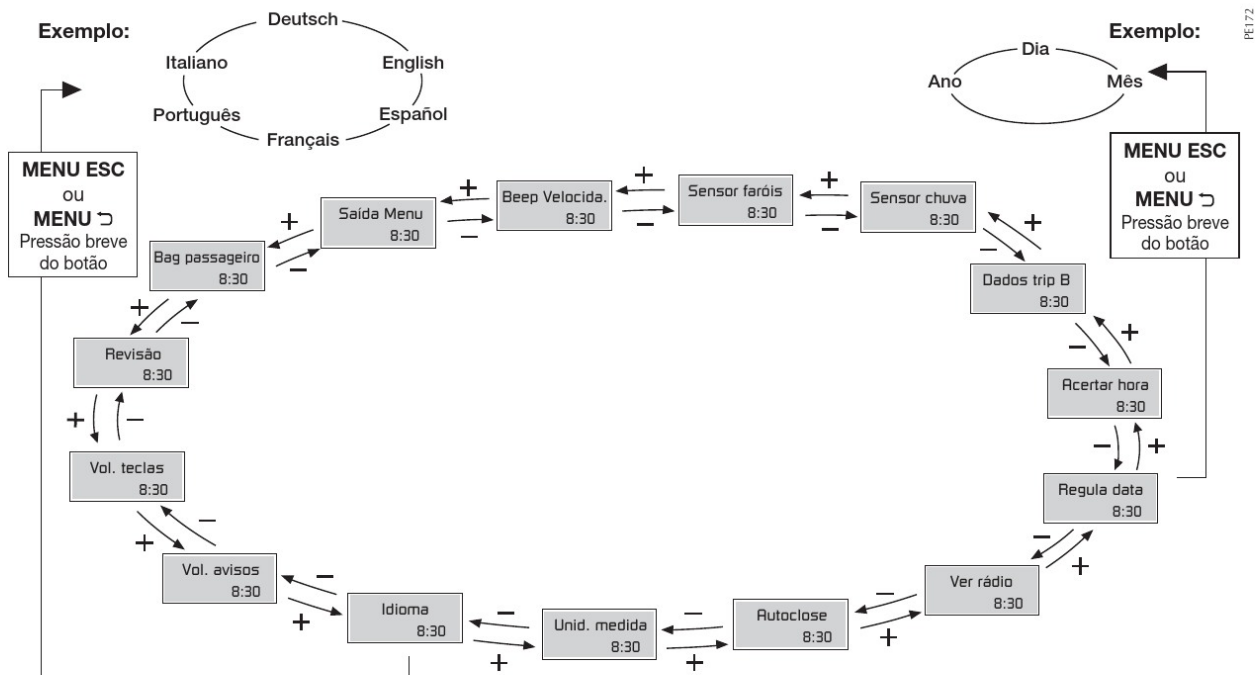 Exemplo:
Deutsch
Italiano
English
Português
Español
Français
Exemplo:
Dia
Ano
Mês
PE172
MENU ESC
ou
MENU ⮌
Pressão breve
do botão
MENU ESC
ou
MENU ⮌
Pressão breve
do botão
Beep Velocida.
8:30
Sensor faróis
8:30
Sensor chuva
8:30
Saída Menu
8:30
Bag passageiro
8:30
Dados trip B
8:30
Revisão
8:30
Acertar hora
8:30
Vol. teclas
8:30
Regula data
8:30
Vol. avisos
8:30
Ver rádio
8:30
Idioma
8:30
Unid. medida
8:30
Autoclose
8:30
+
−
+
−
+
−
+
−
+
−
+
−
+
−
+
−
+
−
+
−
+
−
+
−
+
−
+
−
+
−